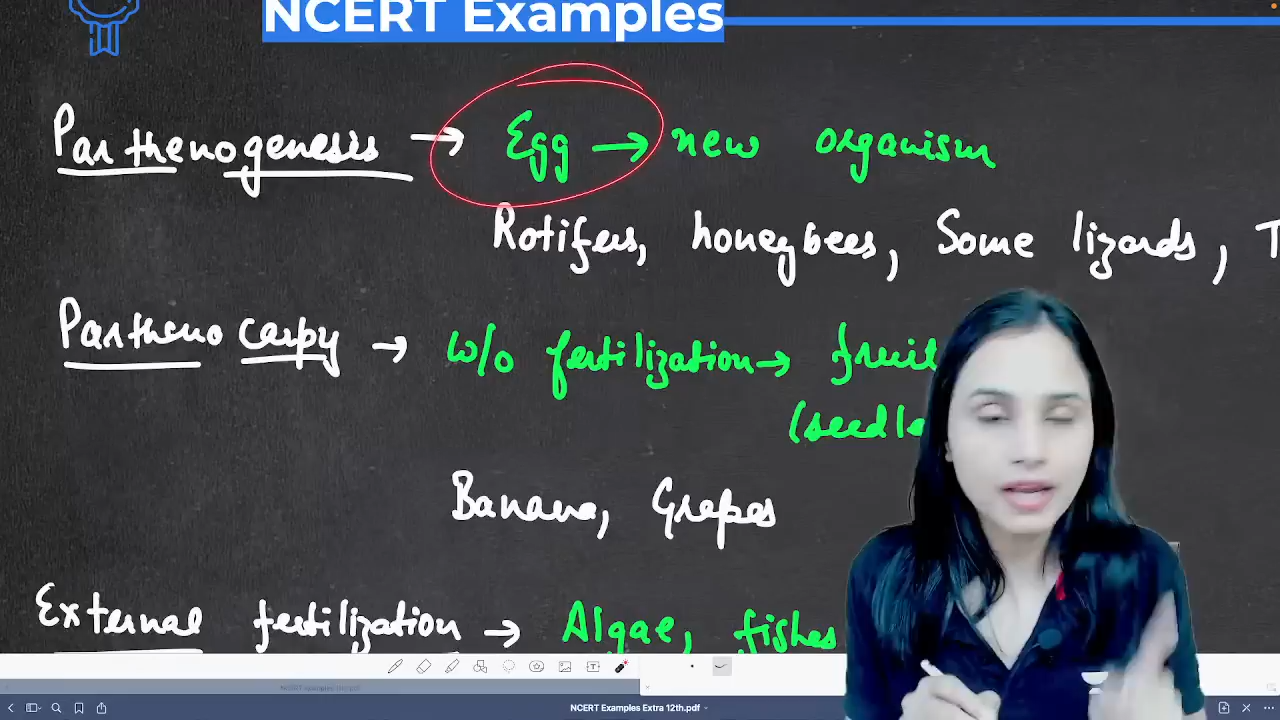 NCERT Examples
Parthenogenesis → Egg → new organism
Rotifers, honeybees, Some lizards, T
Parthenocarpy → w/o fertilization → fruit
(seedle
Banana, Grapes
External fertilization → Algae, fishes
NCERT Examples Extra 12th.pdf